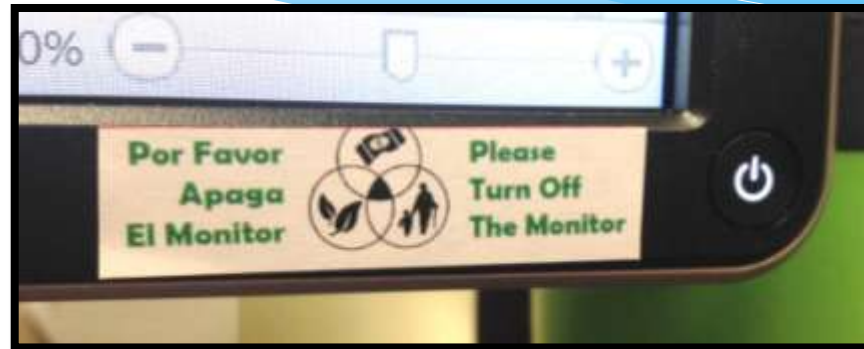 0%
Por Favor
Apaga
El Monitor
Please
Turn Off
The Monitor